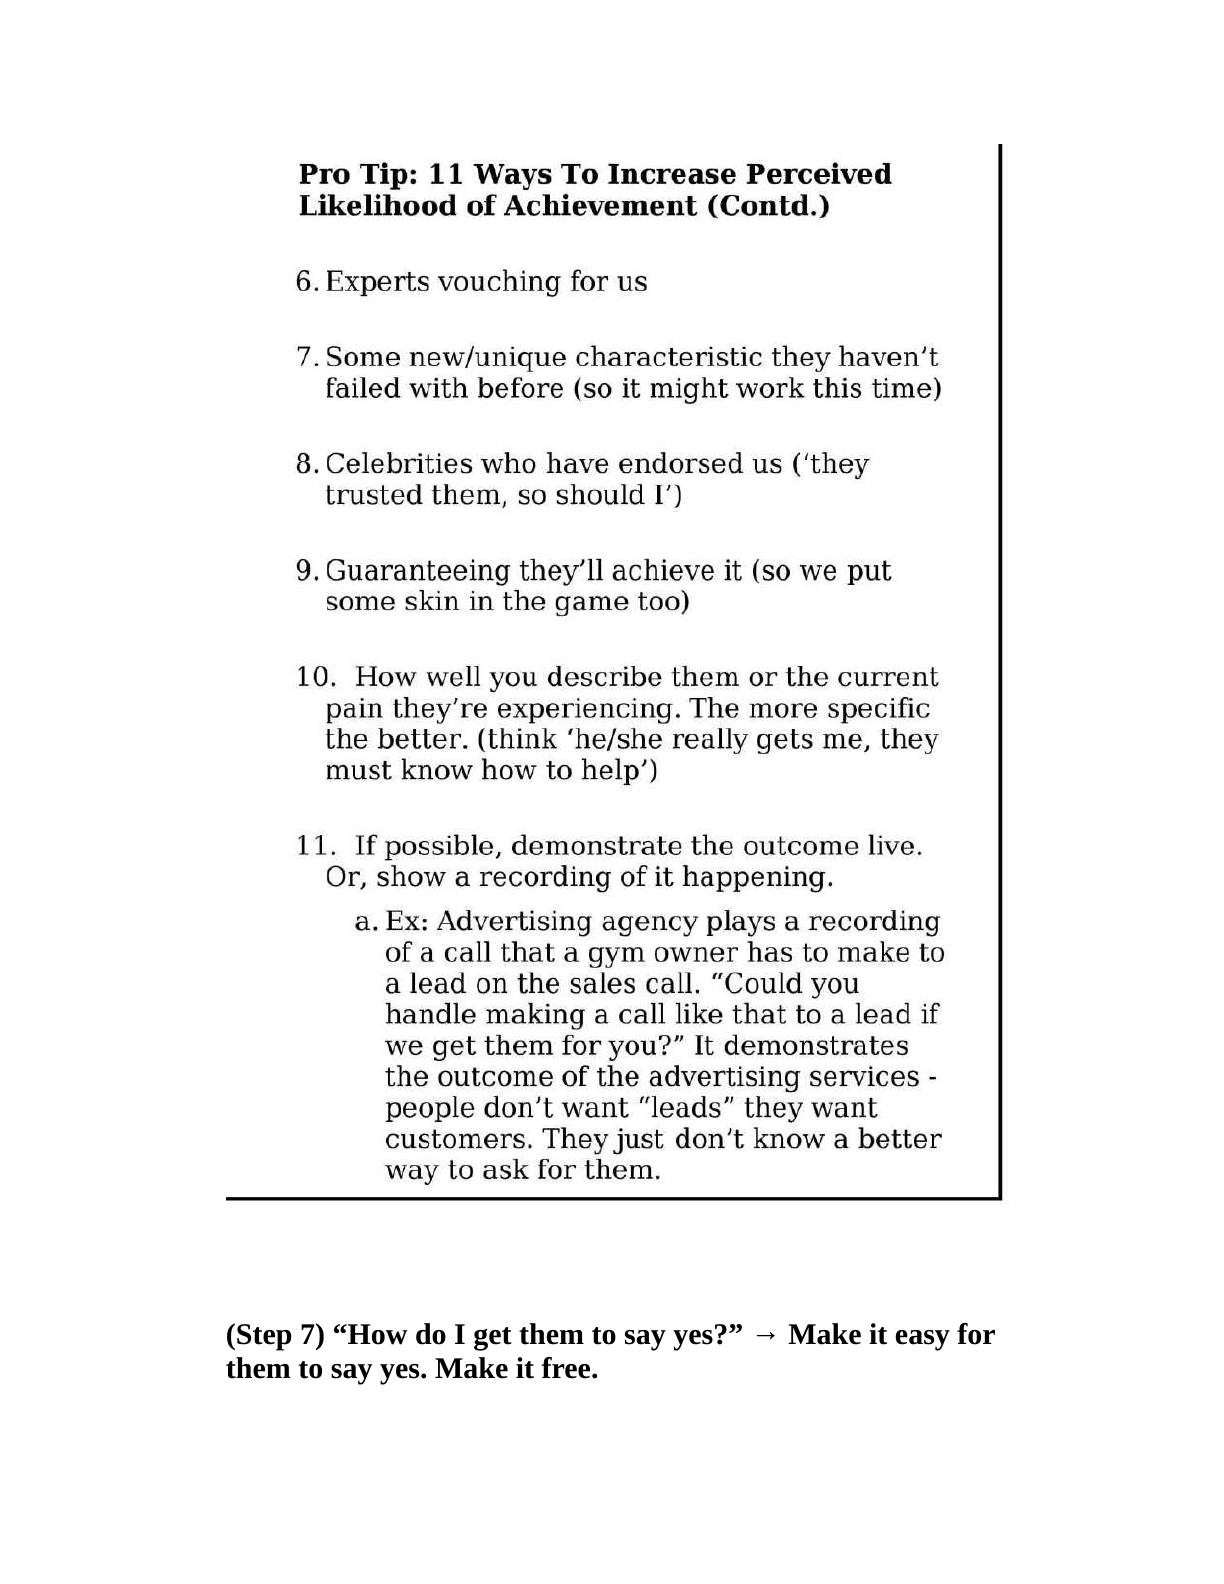 Pro Tip: 11 Ways To Increase Perceived
Likelihood of Achievement (Contd.)
6. Experts vouching for us
7. Some new/unique characteristic they haven’t
failed with before (so it might work this time)
8. Celebrities who have endorsed us (‘they
trusted them, so should I’)
9. Guaranteeing they’ll achieve it (so we put
some skin in the game too)
10. How well you describe them or the current
pain they’re experiencing. The more specific
the better. (think ‘he/she really gets me, they
must know how to help’)
11. If possible, demonstrate the outcome live.
Or, show a recording of it happening.
a. Ex: Advertising agency plays a recording
of a call that a gym owner has to make to
a lead on the sales call. “Could you
handle making a call like that to a lead if
we get them for you?” It demonstrates
the outcome of the advertising services -
people don’t want “leads” they want
customers. They just don’t know a better
way to ask for them.
(Step 7) “How do I get them to say yes?” → Make it easy for
them to say yes. Make it free.